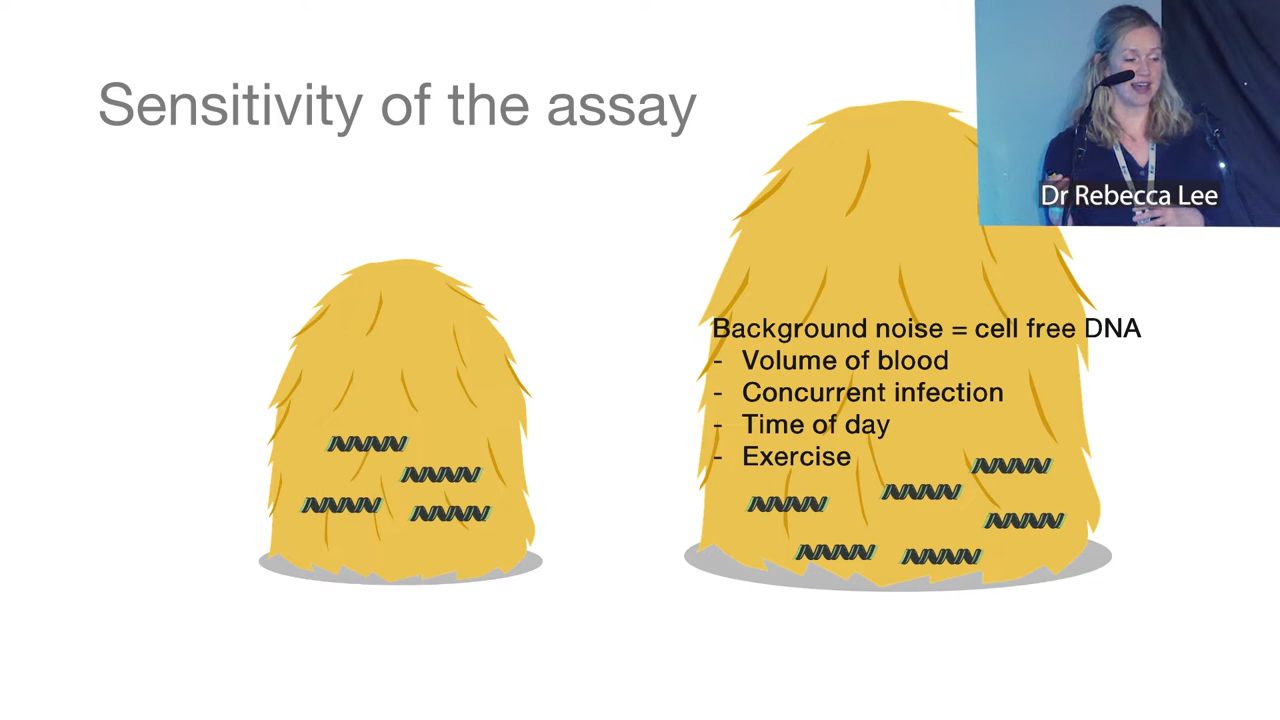 Sensitivity of the assay
Dr Rebecca Lee
Background noise = cell free DNA
- Volume of blood
- Concurrent infection
- Time of day
- Exercise